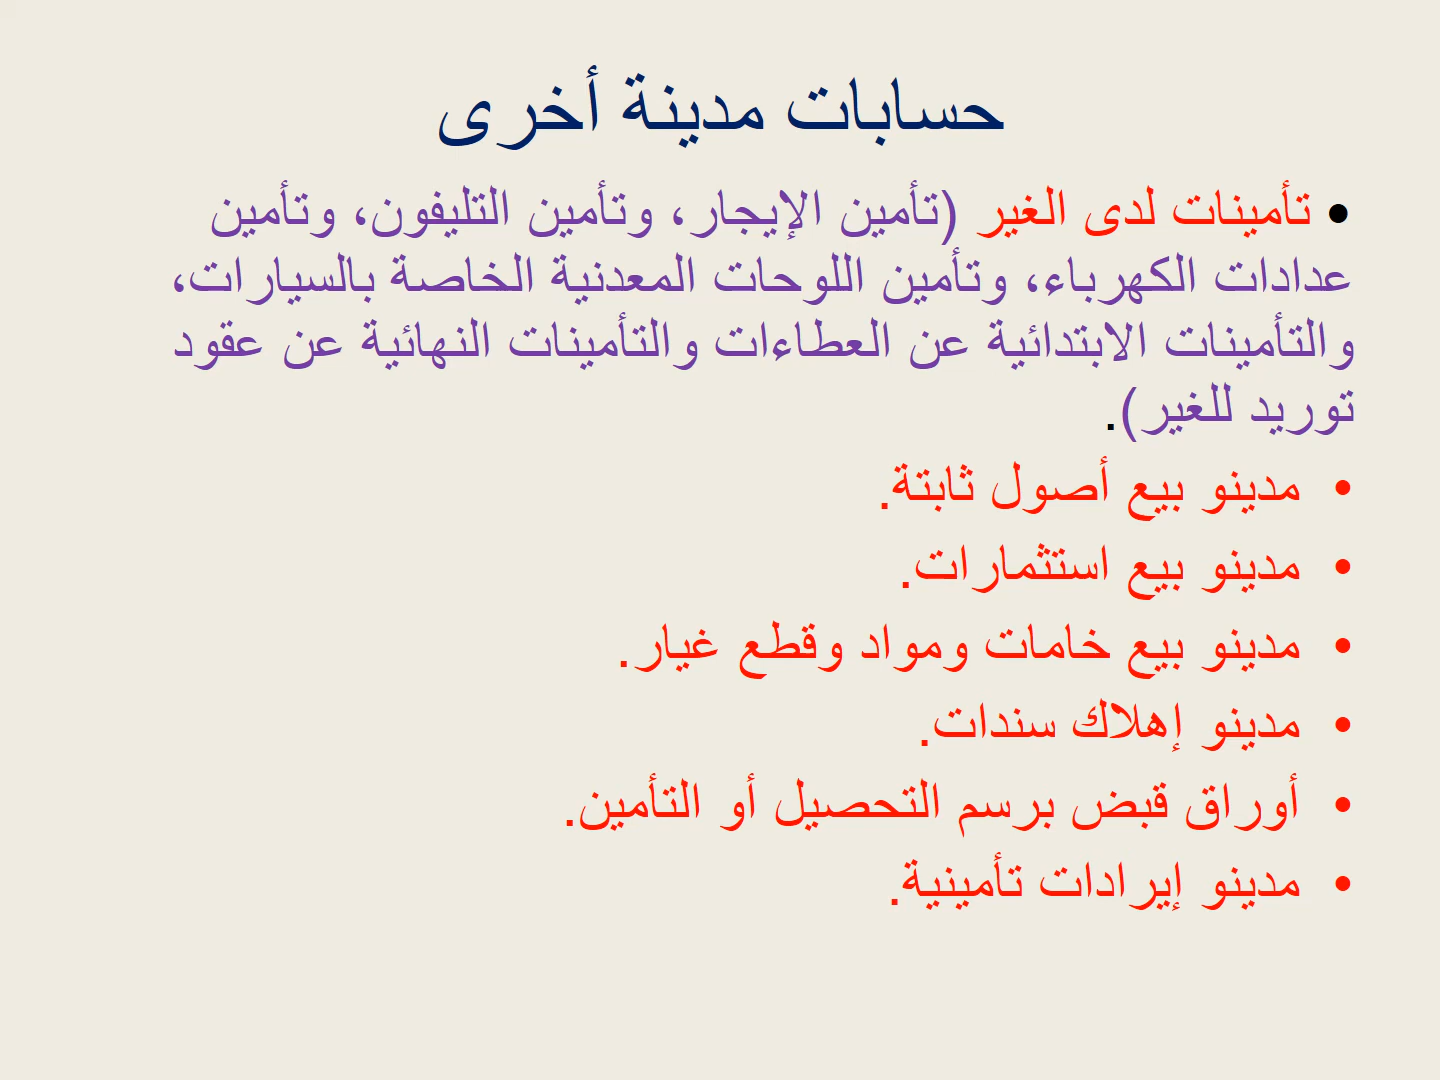 حسابات مدينة أخرى
• تأمينات لدى الغير (تأمين الإيجار، وتأمين التليفون، وتأمين
عدادات الكهرباء، وتأمين اللوحات المعدنية الخاصة بالسيارات،
والتأمينات الابتدائية عن العطاءات والتأمينات النهائية عن عقود
توريد للغير).
• مدينو بيع أصول ثابتة.
• مدينو بيع استثمارات.
• مدينو بيع خامات ومواد وقطع غيار.
• مدينو إهلاك سندات.
• أوراق قبض برسم التحصيل أو التأمين.
• مدينو إيرادات تأمينية.